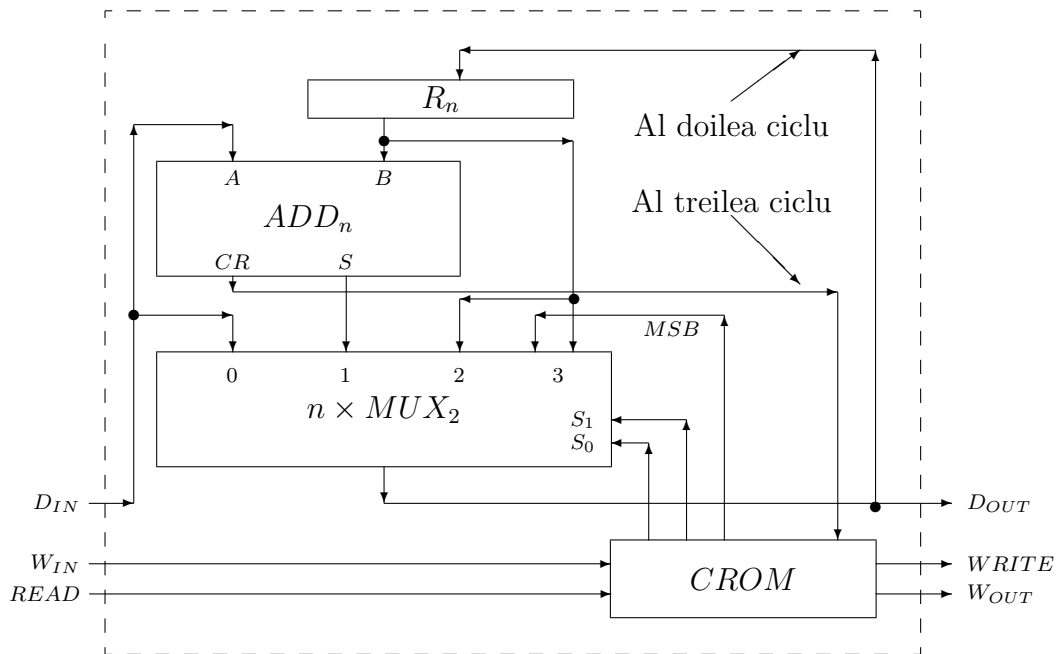 R_n
Al doilea ciclu
A B
ADD_n
Al treilea ciclu
CR S
MSB
0 1 2 3
n × MUX_2
S_1
S_0
D_IN D_OUT
W_IN WRITE
CROM
READ W_OUT